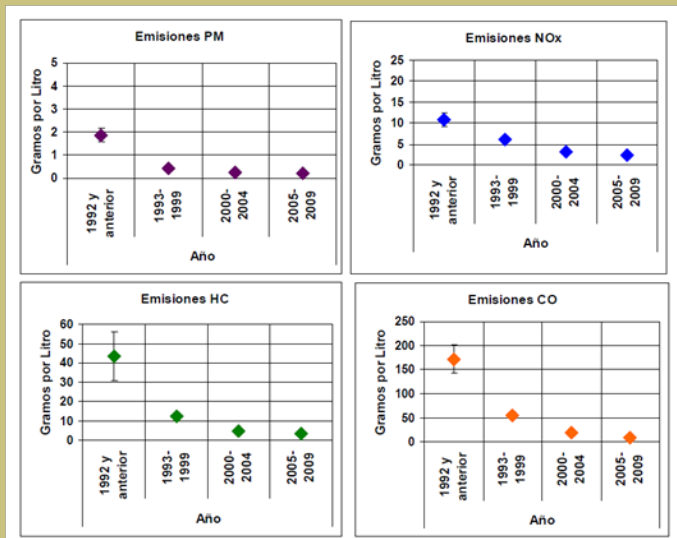 Emisiones PM
Gramos por Litro
5
4
3
2
1
0
1992 y
anterior
1993-
1999
2000-
2004
2005-
2009
Año
Emisiones NOx
Gramos por Litro
25
20
15
10
5
0
1992 y
anterior
1993-
1999
2000-
2004
2005-
2009
Año
Emisiones HC
Gramos por Litro
60
50
40
30
20
10
0
1992 y
anterior
1993-
1999
2000-
2004
2005-
2009
Año
Emisiones CO
Gramos por Litro
250
200
150
100
50
0
1992 y
anterior
1993-
1999
2000-
2004
2005-
2009
Año